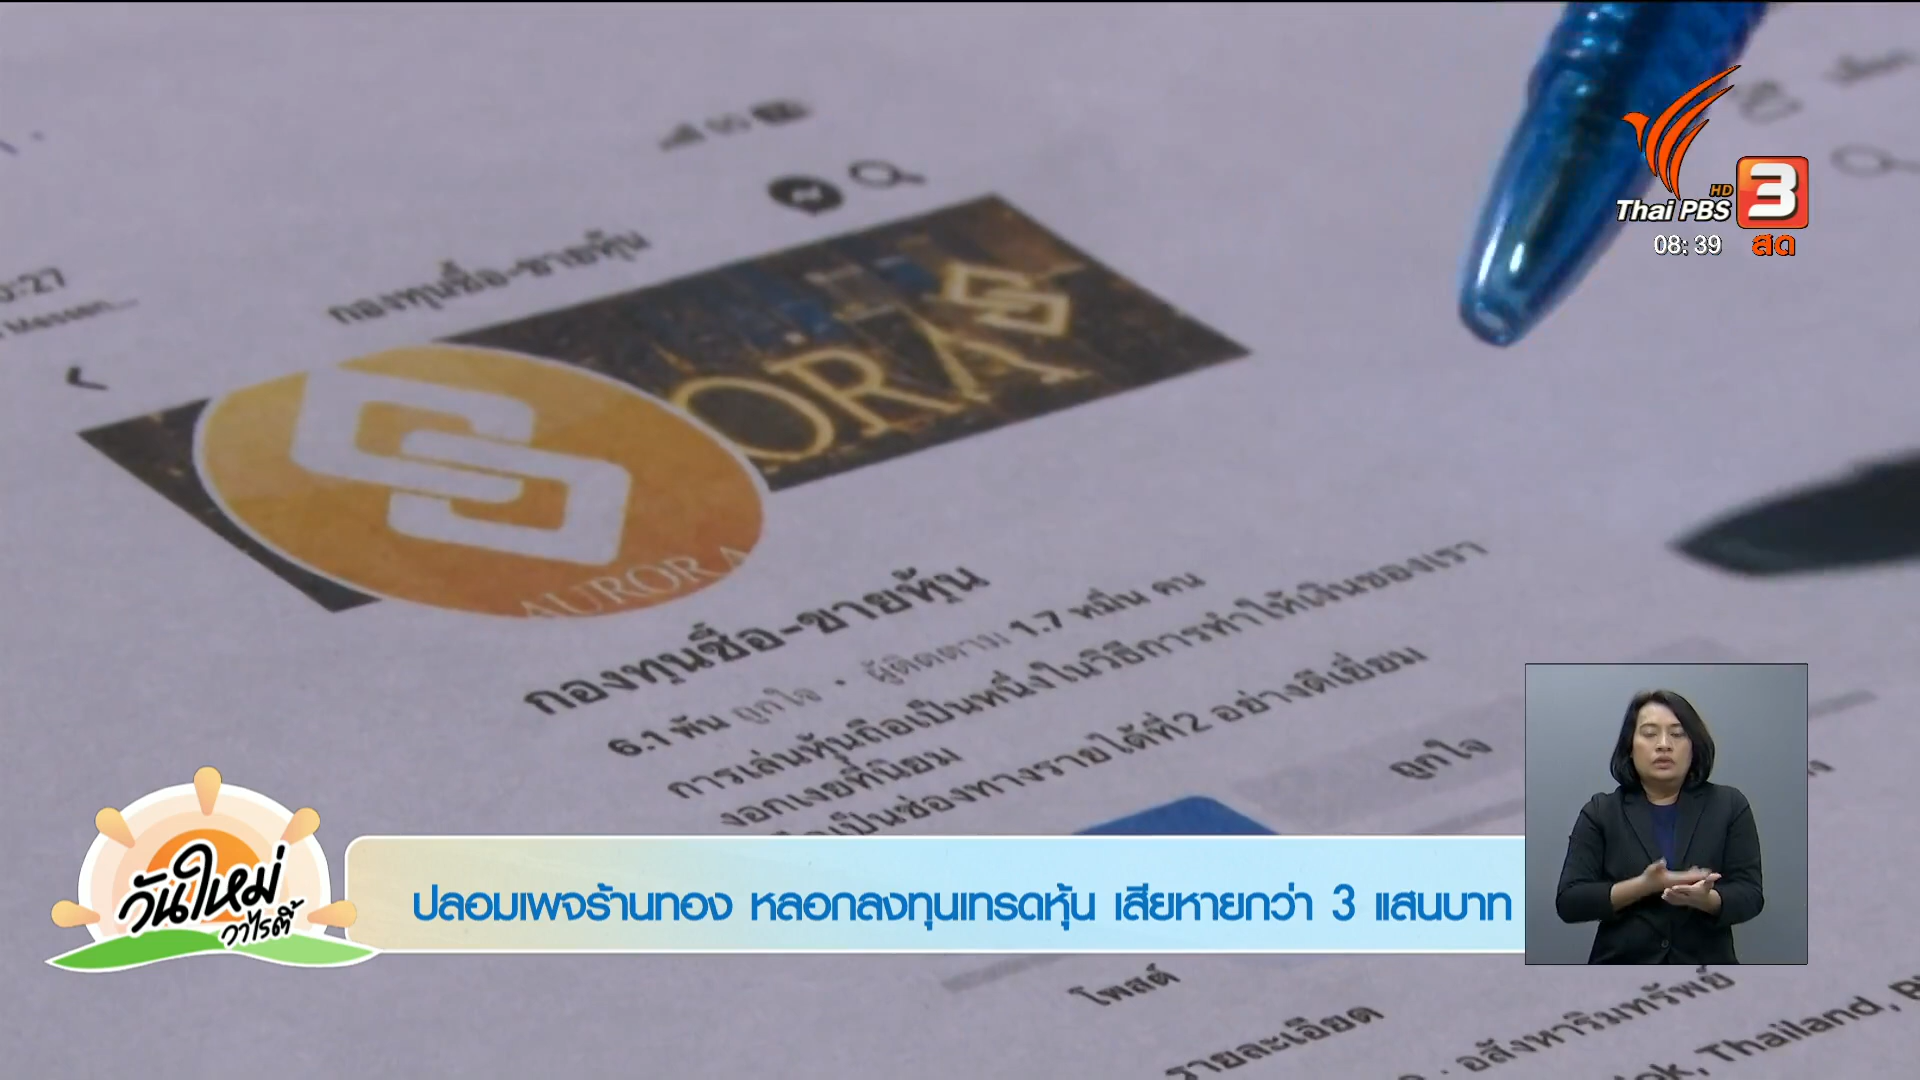 HD
Thai PBS 3
08:39 สด
กองทุนซื้อ-ขายหุ้น
ORA
AURORA
กองทุนซื้อ-ขายหุ้น
6.1 พัน ถูกใจ · ผู้ติดตาม 1.7 หมื่น คน
การเล่นหุ้นถือเป็นหนึ่งในวิธีการทำให้เงินของเรา
งอกเงยที่นิยม
เป็นช่องทางรายได้ที่2 อย่างดีเยี่ยม
ถูกใจ
วันใหม่
วาไรตี้
ปลอมเพจร้านทอง หลอกลงทุนเทรดหุ้น เสียหายกว่า 3 แสนบาท
โพสต์
รายละเอียด
· อสังหาริมทรัพย์
Thailand,